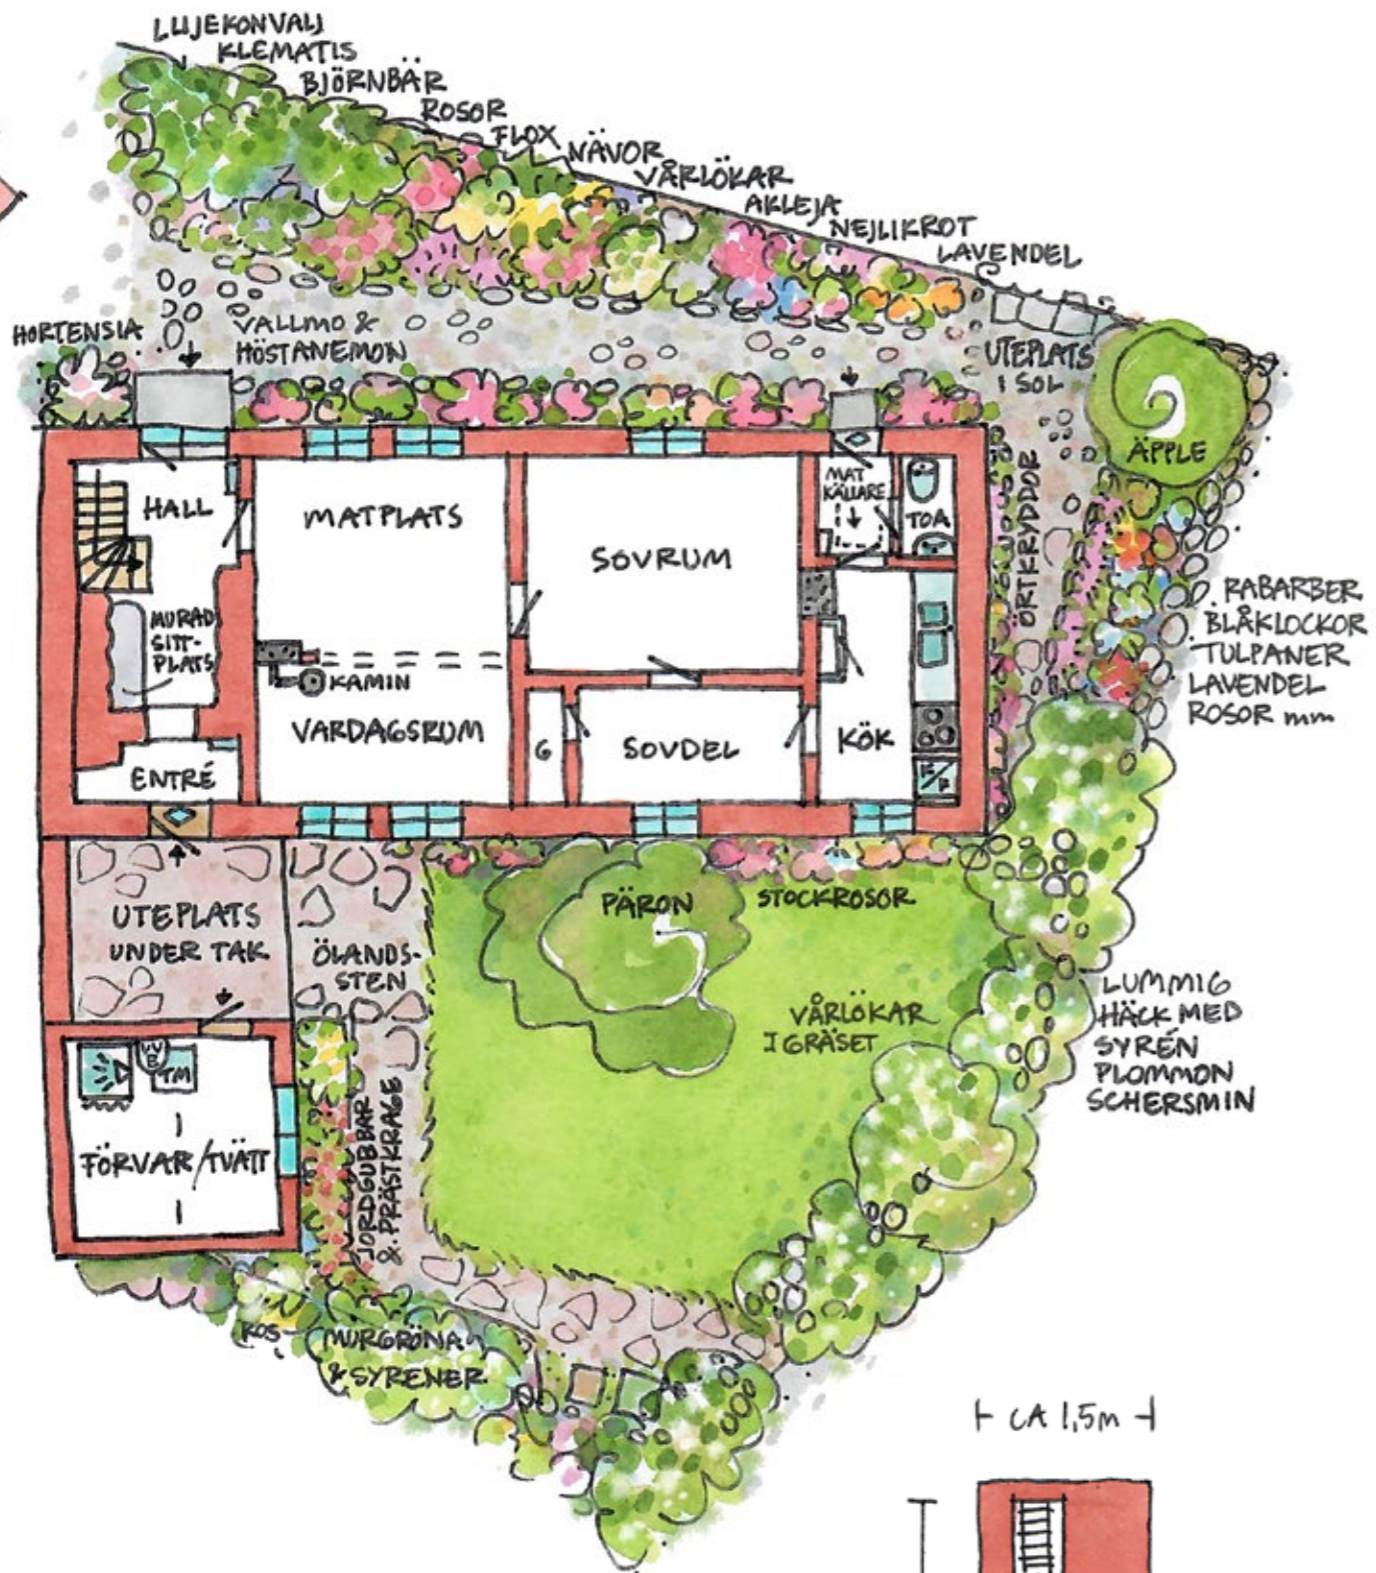 LIJEKONVALJ
KLEMATIS
BJÖRNBÄR
ROSOR
FLOX
NÄVOR
VÅRLÖKAR
AKLEJA
NEJLIKROT
LAVENDEL
HORTENSIA
VALLMO &
HÖSTANEMON
UTEPLATS
I SOL
ÄPPLE
HALL
MATPLATS
SOVRUM
MAT
KÄLLARE
TOA
ÖRTKRYDDOR
MURAD
SITT-
PLATS
KAMIN
VARDAGSRUM
ENTRÉ
G
SOVDEL
KÖK
K/F
RABARBER
BLÅKLOCKOR
TULPANER
LAVENDEL
ROSOR mm
UTEPLATS
UNDER TAK
ÖLANDS-
STEN
PÄRON
STOCKROSOR
VÅRLÖKAR
I GRÄSET
LUMMIG
HÄCK MED
SYRÉN
PLOMMON
SCHERSMIN
VVB
TM
FÖRVAR/TVÄTT
JORDGUBBAR
& PRÄSTKRAGE
ROS
MURGRÖNA
& SYRENER
CA 1,5m